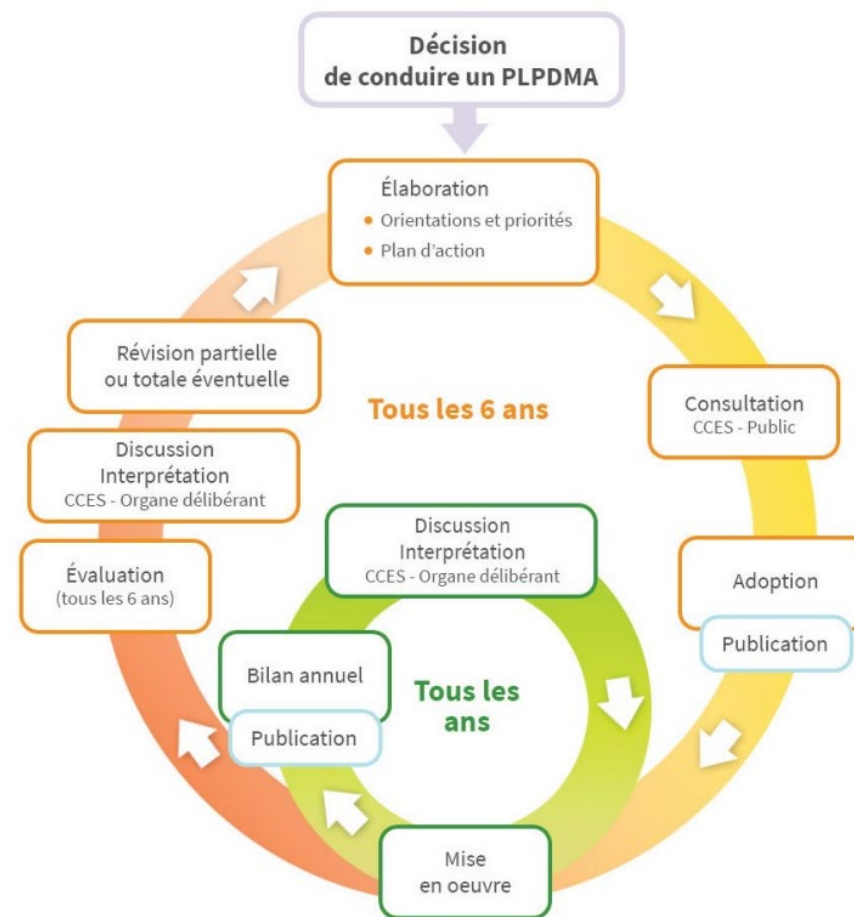 Décision
de conduire un PLPDMA
Élaboration
• Orientations et priorités
• Plan d'action
Révision partielle
ou totale éventuelle
Tous les 6 ans
Consultation
CCES - Public
Discussion
Interprétation
CCES - Organe délibérant
Discussion
Interprétation
CCES - Organe délibérant
Évaluation
(tous les 6 ans)
Adoption
Publication
Bilan annuel
Publication
Tous les
ans
Mise
en oeuvre